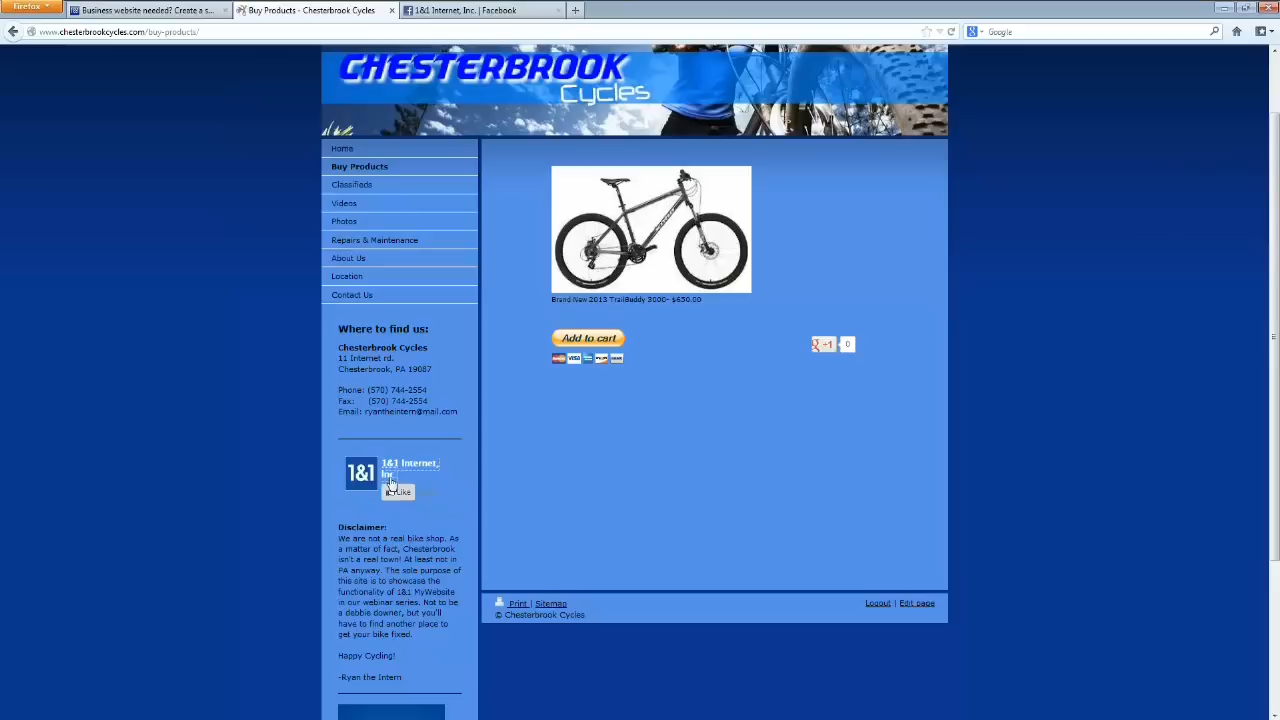 Firefox
Business website needed? Create a s...
Buy Products - Chesterbrook Cycles
1&1 Internet, Inc. | Facebook
www.chesterbrookcycles.com/buy-products/
Google
CHESTERBROOK
Cycles
Home
Buy Products
Classifieds
Videos
Photos
Repairs & Maintenance
About Us
Location
Contact Us
Where to find us:
Chesterbrook Cycles
11 Internet rd.
Chesterbrook, PA 19087
Phone: (570) 744-2554
Fax: (570) 744-2554
Email: ryantheintern@mail.com
1&1
1&1 Internet,
Inc.
Like
Disclaimer:
We are not a real bike shop. As
a matter of fact, Chesterbrook
isn't a real town! At least not in
PA anyway. The sole purpose of
this site is to showcase the
functionality of 1&1 MyWebsite
in our webinar series. Not to be
a debbie downer, but you'll
have to find another place to
get your bike fixed.
Happy Cycling!
-Ryan the Intern
Brand New 2013 TrailBuddy 3000- $650.00
Add to cart
VISA
g +1
0
Print | Sitemap
© Chesterbrook Cycles
Logout | Edit page